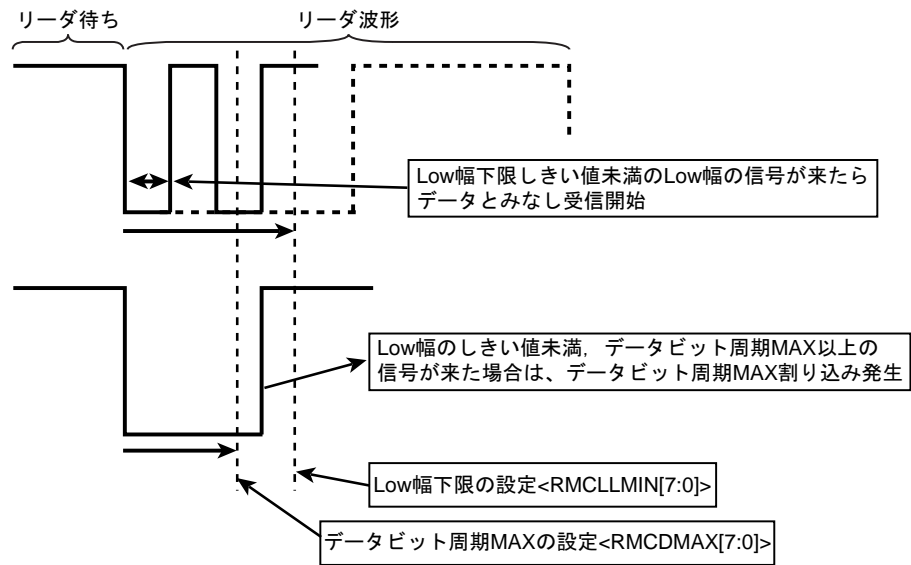 リーダ待ち
リーダ波形
Low幅下限しきい値未満のLow幅の信号が来たら
データとみなし受信開始
Low幅のしきい値未満，データビット周期MAX以上の
信号が来た場合は、データビット周期MAX割り込み発生
Low幅下限の設定<RMCLLMIN[7:0]>
データビット周期MAXの設定<RMCDMAX[7:0]>